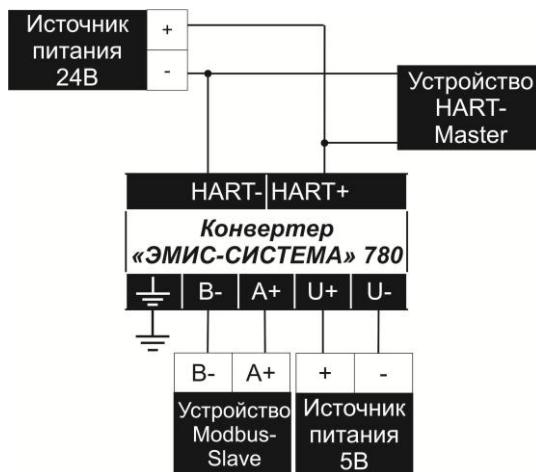 Источник
питания
24В
+
-
Устройство
HART-
Master
HART- HART+
Конвертер
«ЭМИС-СИСТЕМА» 780
B- A+ U+ U-
B- A+ + -
Устройство
Modbus-
Slave
Источник
питания
5В